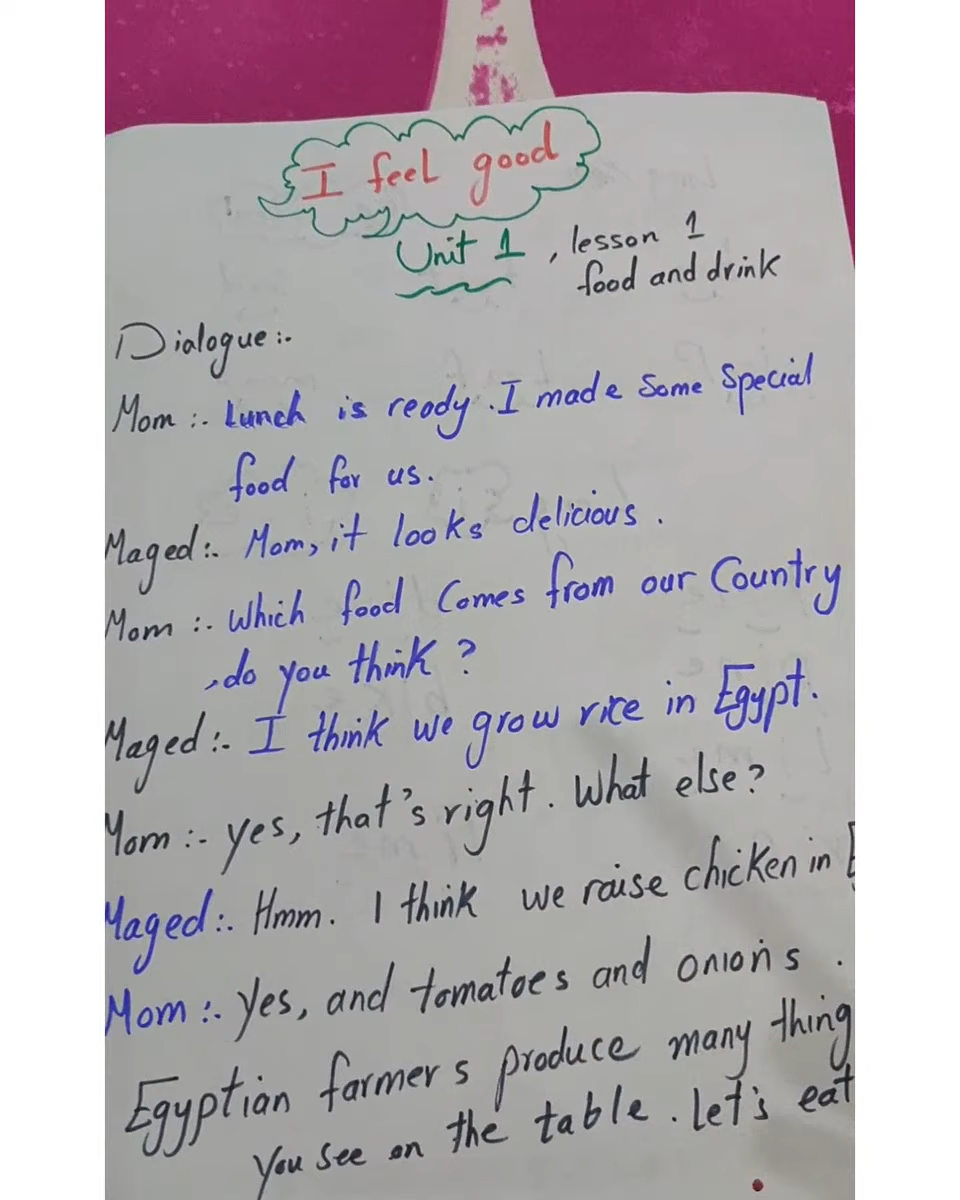 I feel good
Unit 1, lesson 1
food and drink
Dialogue:-
Mom :- Lunch is ready. I made some special
food for us.
Maged:- Mom, it looks delicious.
Mom :- Which food comes from our Country
, do you think?
Maged:- I think we grow rice in Egypt.
Mom :- yes, that's right. What else?
Maged:- Hmm. I think we raise chicken in
Mom :- Yes, and tomatoes and onions.
Egyptian farmers produce many thing
you see on the table. Let's eat